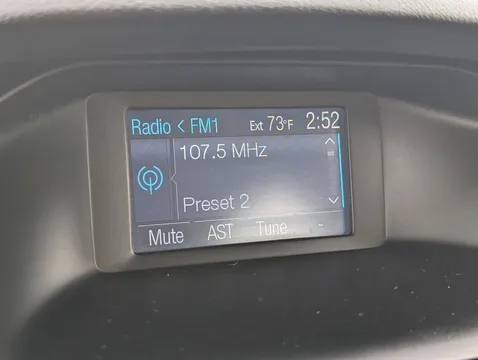 Radio < FM1 Ext 73°F 2:52
107.5 MHz
Preset 2
Mute AST Tune -